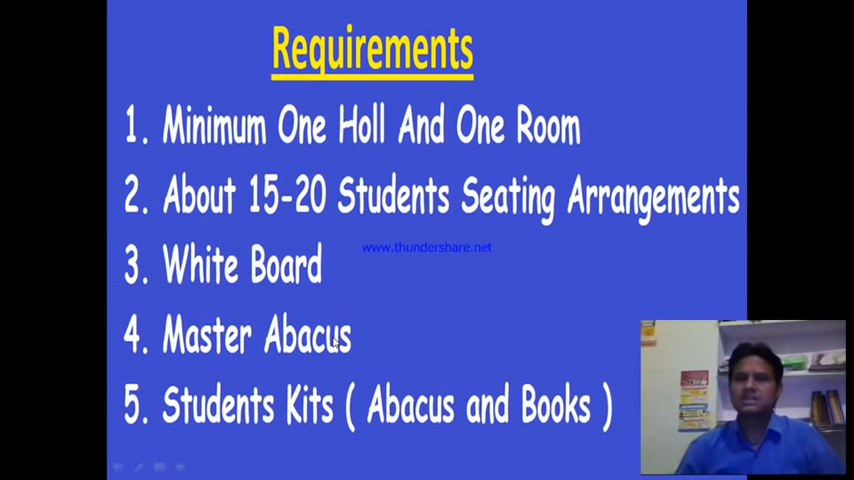 Requirements
1. Minimum One Holl And One Room
2. About 15-20 Students Seating Arrangements
www.thundershare.net
3. White Board
4. Master Abacus
5. Students Kits ( Abacus and Books )